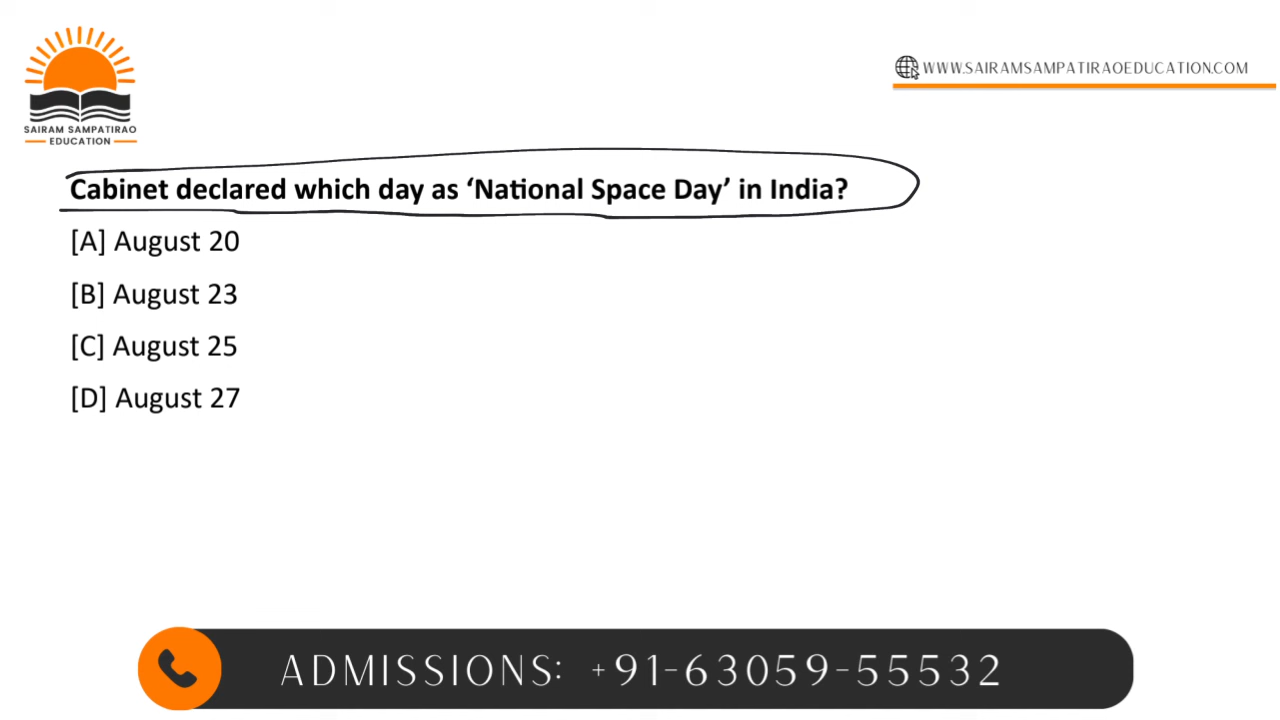 SAIRAM SAMPATIRAO
EDUCATION
WWW.SAIRAMSAMPATIRAOEDUCATION.COM
Cabinet declared which day as ‘National Space Day’ in India?
[A] August 20
[B] August 23
[C] August 25
[D] August 27
ADMISSIONS: +91-63059-55532